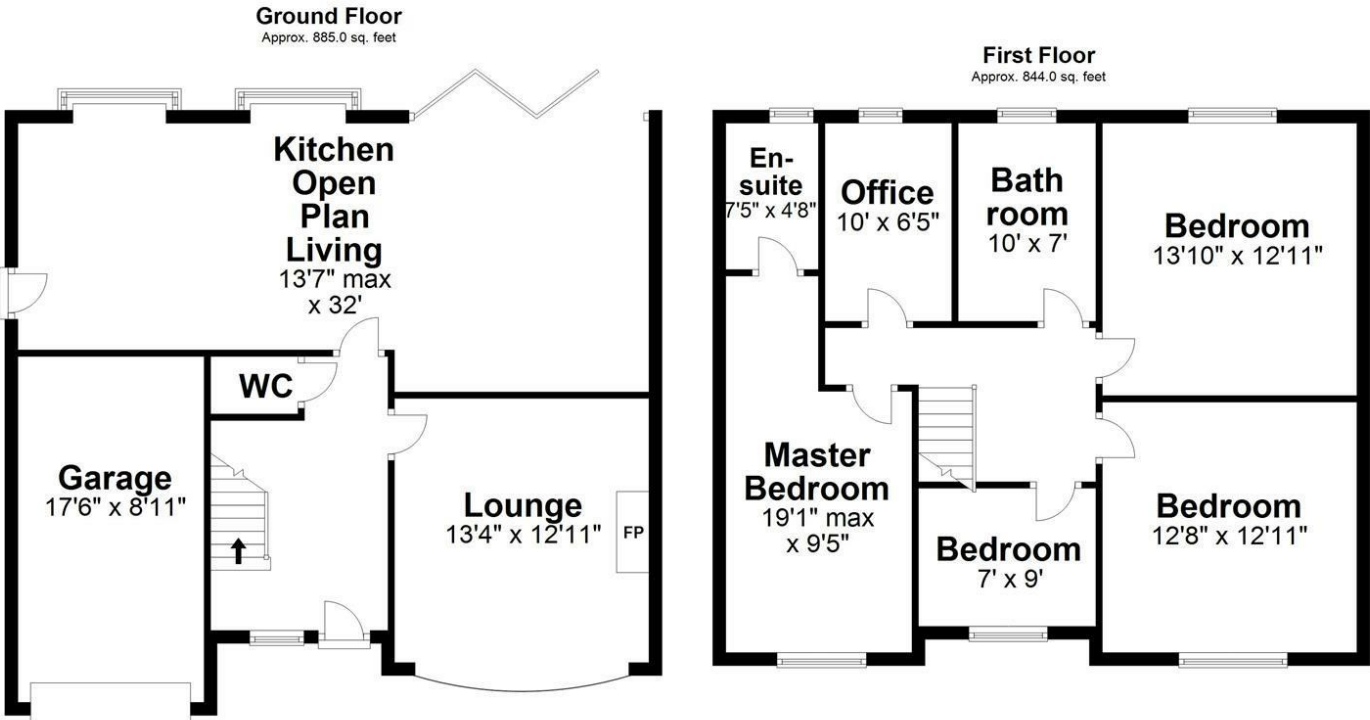 Ground Floor
Approx. 885.0 sq. feet
Kitchen
Open
Plan
Living
13'7" max
x 32'
WC
Garage
17'6" x 8'11"
Lounge
13'4" x 12'11"
FP
First Floor
Approx. 844.0 sq. feet
En-
suite
7'5" x 4'8"
Office
10' x 6'5"
Bath
room
10' x 7'
Bedroom
13'10" x 12'11"
Master
Bedroom
19'1" max
x 9'5"
Bedroom
7' x 9'
Bedroom
12'8" x 12'11"